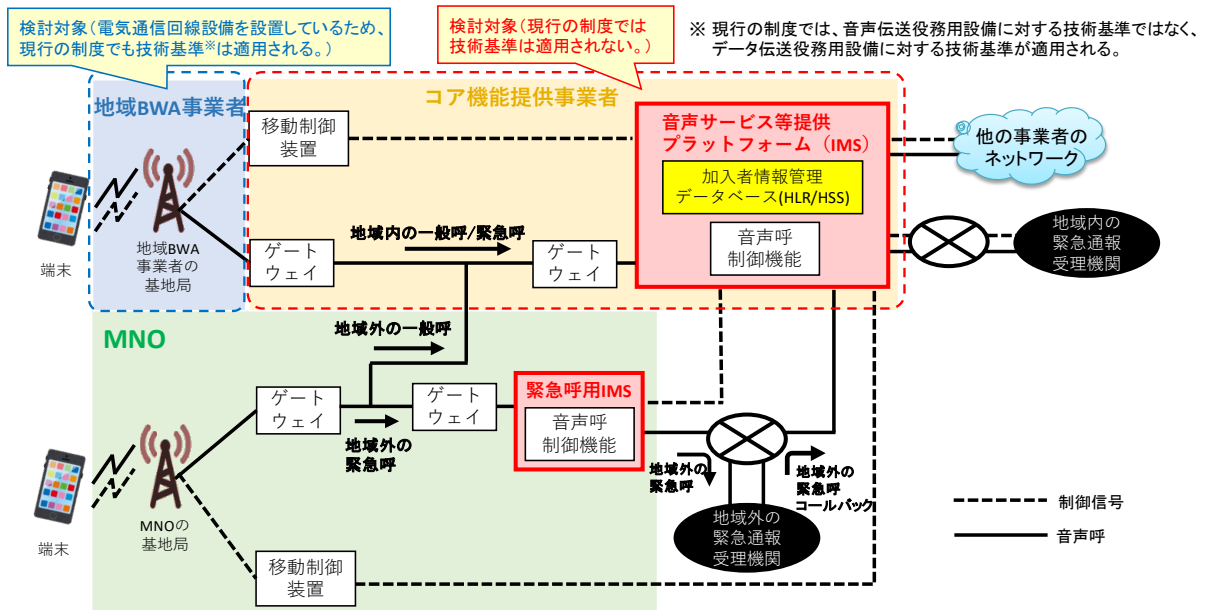 検討対象(電気通信回線設備を設置しているため、
現行の制度でも技術基準※は適用される。)
検討対象(現行の制度では
技術基準は適用されない。)
※ 現行の制度では、音声伝送役務用設備に対する技術基準ではなく、
データ伝送役務用設備に対する技術基準が適用される。
地域BWA事業者
コア機能提供事業者
移動制御
装置
音声サービス等提供
プラットフォーム（IMS）
加入者情報管理
データベース(HLR/HSS)
音声呼
制御機能
他の事業者の
ネットワーク
地域内の
緊急通報
受理機関
端末
地域BWA
事業者の
基地局
ゲート
ウェイ
地域内の一般呼/緊急呼
ゲート
ウェイ
MNO
地域外の一般呼
ゲート
ウェイ
地域外の
緊急呼
ゲート
ウェイ
緊急呼用IMS
音声呼
制御機能
地域外の
緊急呼
地域外の
緊急呼
コールバック
地域外の
緊急通報
受理機関
端末
MNOの
基地局
移動制御
装置
制御信号
音声呼